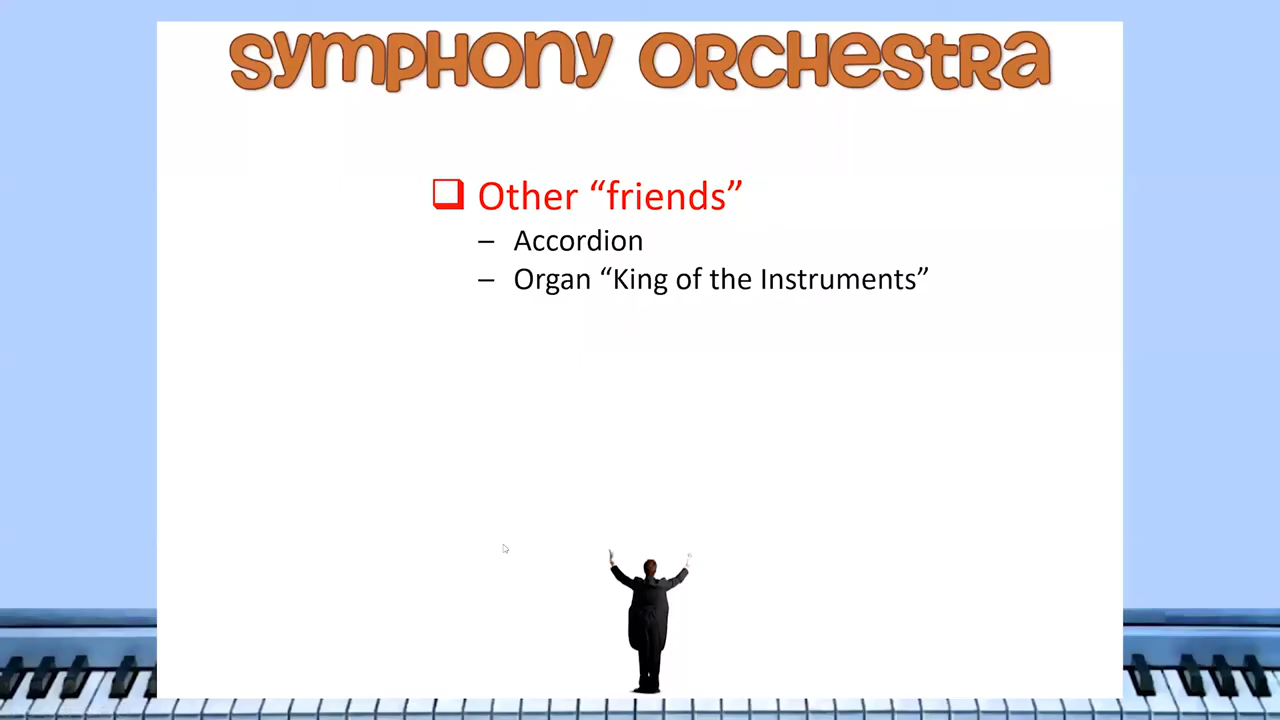 SYMPHONY ORCHESTRA
❑ Other “friends”
– Accordion
– Organ “King of the Instruments”